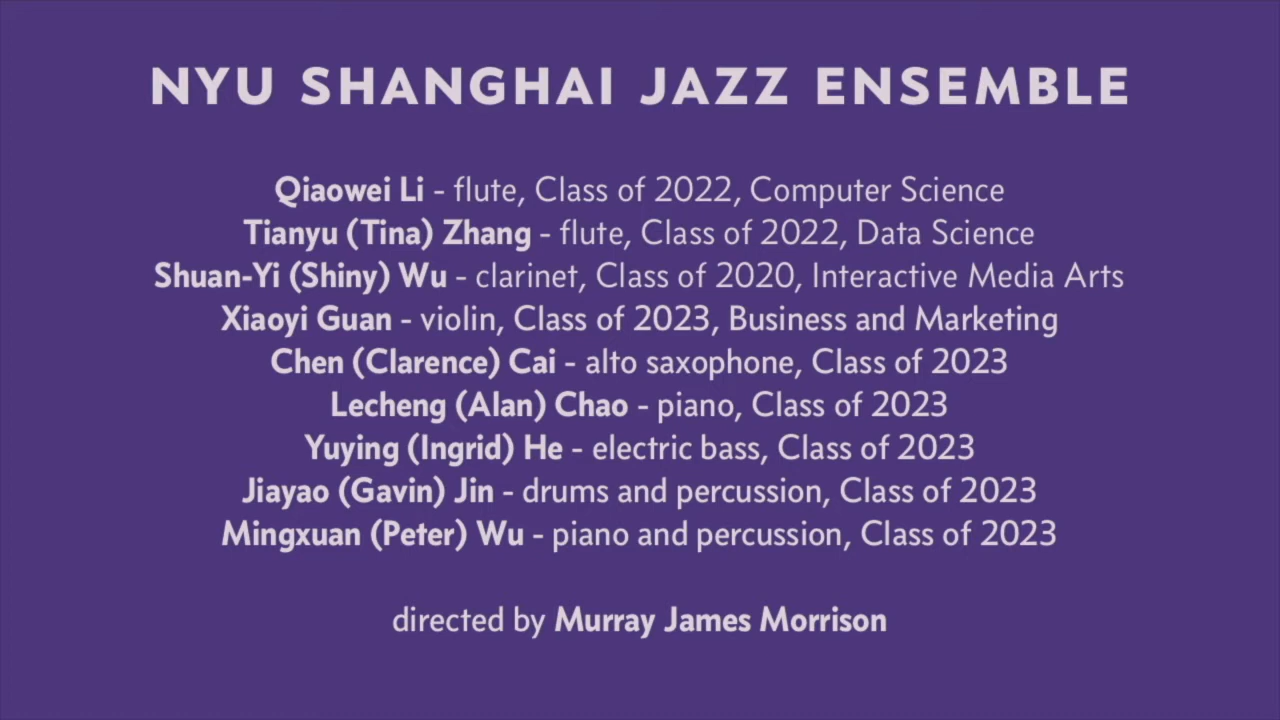 NYU SHANGHAI JAZZ ENSEMBLE
Qiaowei Li - flute, Class of 2022, Computer Science
Tianyu (Tina) Zhang - flute, Class of 2022, Data Science
Shuan-Yi (Shiny) Wu - clarinet, Class of 2020, Interactive Media Arts
Xiaoyi Guan - violin, Class of 2023, Business and Marketing
Chen (Clarence) Cai - alto saxophone, Class of 2023
Lecheng (Alan) Chao - piano, Class of 2023
Yuying (Ingrid) He - electric bass, Class of 2023
Jiayao (Gavin) Jin - drums and percussion, Class of 2023
Mingxuan (Peter) Wu - piano and percussion, Class of 2023
directed by Murray James Morrison